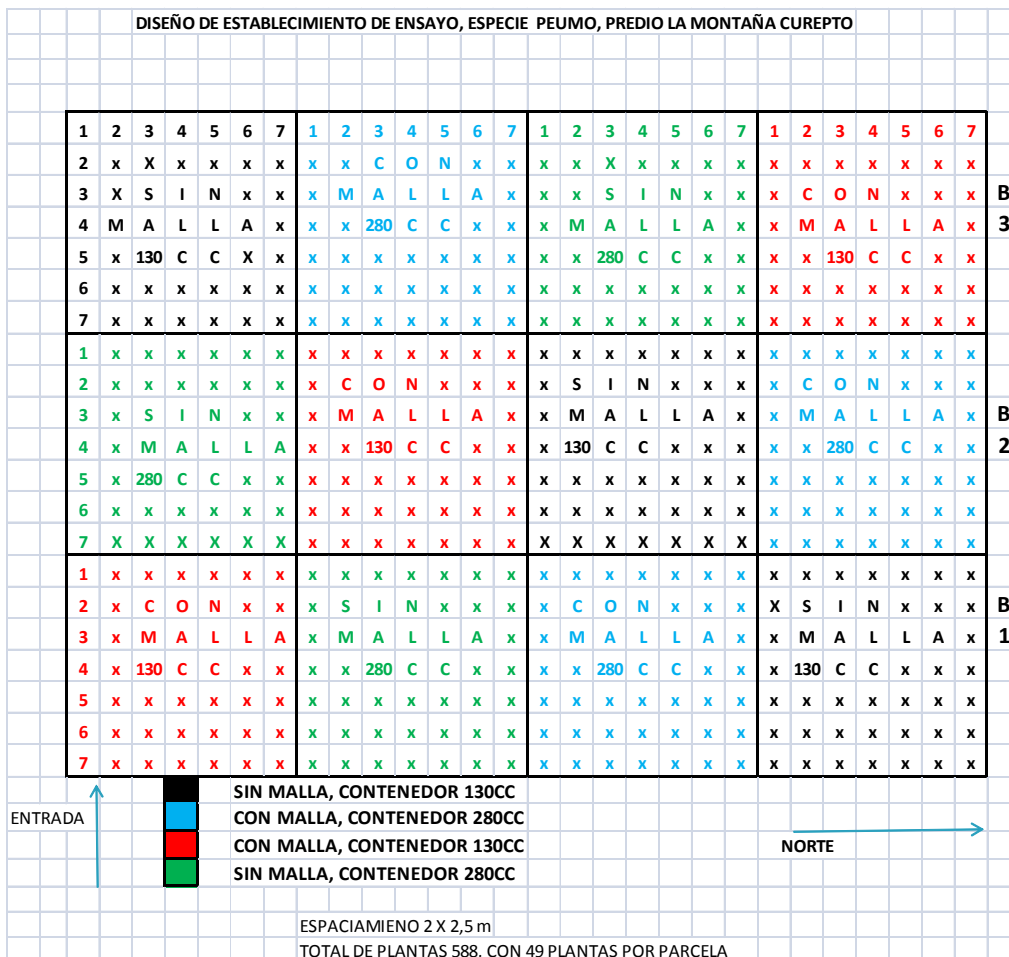 DISEÑO DE ESTABLECIMIENTO DE ENSAYO, ESPECIE PEUMO, PREDIO LA MONTAÑA CUREPTO
1 2 3 4 5 6 7 1 2 3 4 5 6 7 1 2 3 4 5 6 7 1 2 3 4 5 6 7
2 x X x x x x x x C O N x x x x X x x x x x x x x x x x
3 X S I N x x x M A L L A x x x S I N x x x C O N x x x B
4 M A L L A x x x 280 C C x x x M A L L A x x M A L L A x 3
5 x 130 C C X x x x x x x x x x x 280 C C x x x x 130 C C x x
6 x x x x x x x x x x x x x x x x x x x x x x x x x x x
7 x x x x x x x x x x x x x x x x x x x x x x x x x x x
1 x x x x x x x x x x x x x x x x x x x x x x x x x x x
2 x x x x x x x C O N x x x x S I N x x x x C O N x x x
3 x S I N x x x M A L L A x x M A L L A x x M A L L A x B
4 x M A L L A x x 130 C C x x x 130 C C x x x x x 280 C C x x 2
5 x 280 C C x x x x x x x x x x x x x x x x x x x x x x x
6 x x x x x x x x x x x x x x x x x x x x x x x x x x x
7 X X X X X X x x x x x x x X X X X X X X x x x x x x x
1 x x x x x x x x x x x x x x x x x x x x x x x x x x x
2 x C O N x x x S I N x x x x C O N x x x X S I N x x x B
3 x M A L L A x M A L L A x x M A L L A x x M A L L A x 1
4 x 130 C C x x x x 280 C C x x x x 280 C C x x x 130 C C x x x
5 x x x x x x x x x x x x x x x x x x x x x x x x x x x
6 x x x x x x x x x x x x x x x x x x x x x x x x x x x
7 x x x x x x x x x x x x x x x x x x x x x x x x x x x
SIN MALLA, CONTENEDOR 130CC
ENTRADA
CON MALLA, CONTENEDOR 280CC
CON MALLA, CONTENEDOR 130CC
NORTE
SIN MALLA, CONTENEDOR 280CC
ESPACIAMIENO 2 X 2,5 m
TOTAL DE PLANTAS 588. CON 49 PLANTAS POR PARCELA